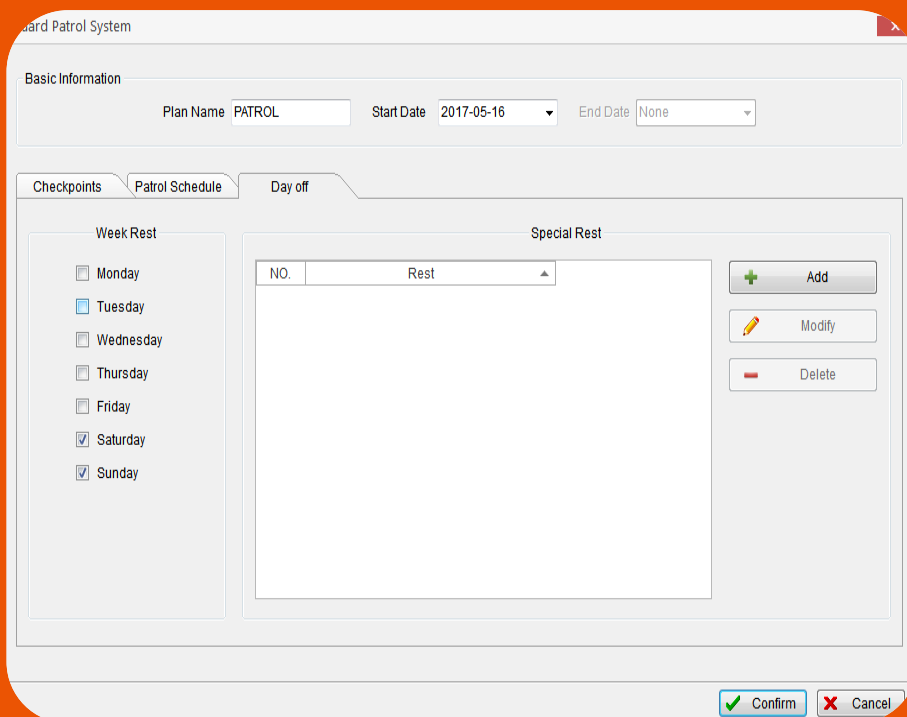 Patrol System
Basic Information
Plan Name PATROL Start Date 2017-05-16 End Date None
Checkpoints Patrol Schedule Day off
Week Rest
Monday
Tuesday
Wednesday
Thursday
Friday
Saturday
Sunday
Special Rest
NO. Rest
Add
Modify
Delete
Confirm Cancel